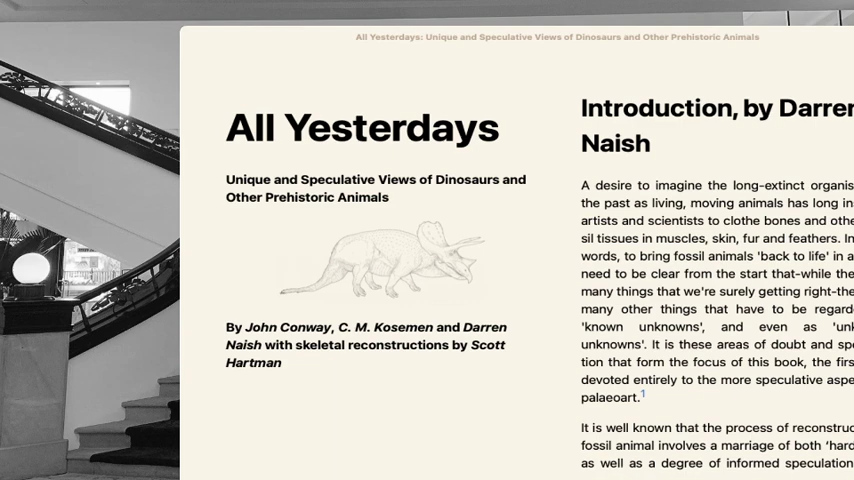 All Yesterdays: Unique and Speculative Views of Dinosaurs and Other Prehistoric Animals
All Yesterdays
Unique and Speculative Views of Dinosaurs and
Other Prehistoric Animals
By John Conway, C. M. Kosemen and Darren
Naish with skeletal reconstructions by Scott
Hartman
Introduction, by Darren
Naish
A desire to imagine the long-extinct organis
the past as living, moving animals has long in
artists and scientists to clothe bones and othe
sil tissues in muscles, skin, fur and feathers. In
words, to bring fossil animals 'back to life' in a
need to be clear from the start that-while the
many things that we're surely getting right-the
many other things that have to be regard
'known unknowns', and even as 'unk
unknowns'. It is these areas of doubt and spe
tion that form the focus of this book, the firs
devoted entirely to the more speculative aspe
palaeoart.1
It is well known that the process of reconstruc
fossil animal involves a marriage of both ‘hard
as well as a degree of informed speculation